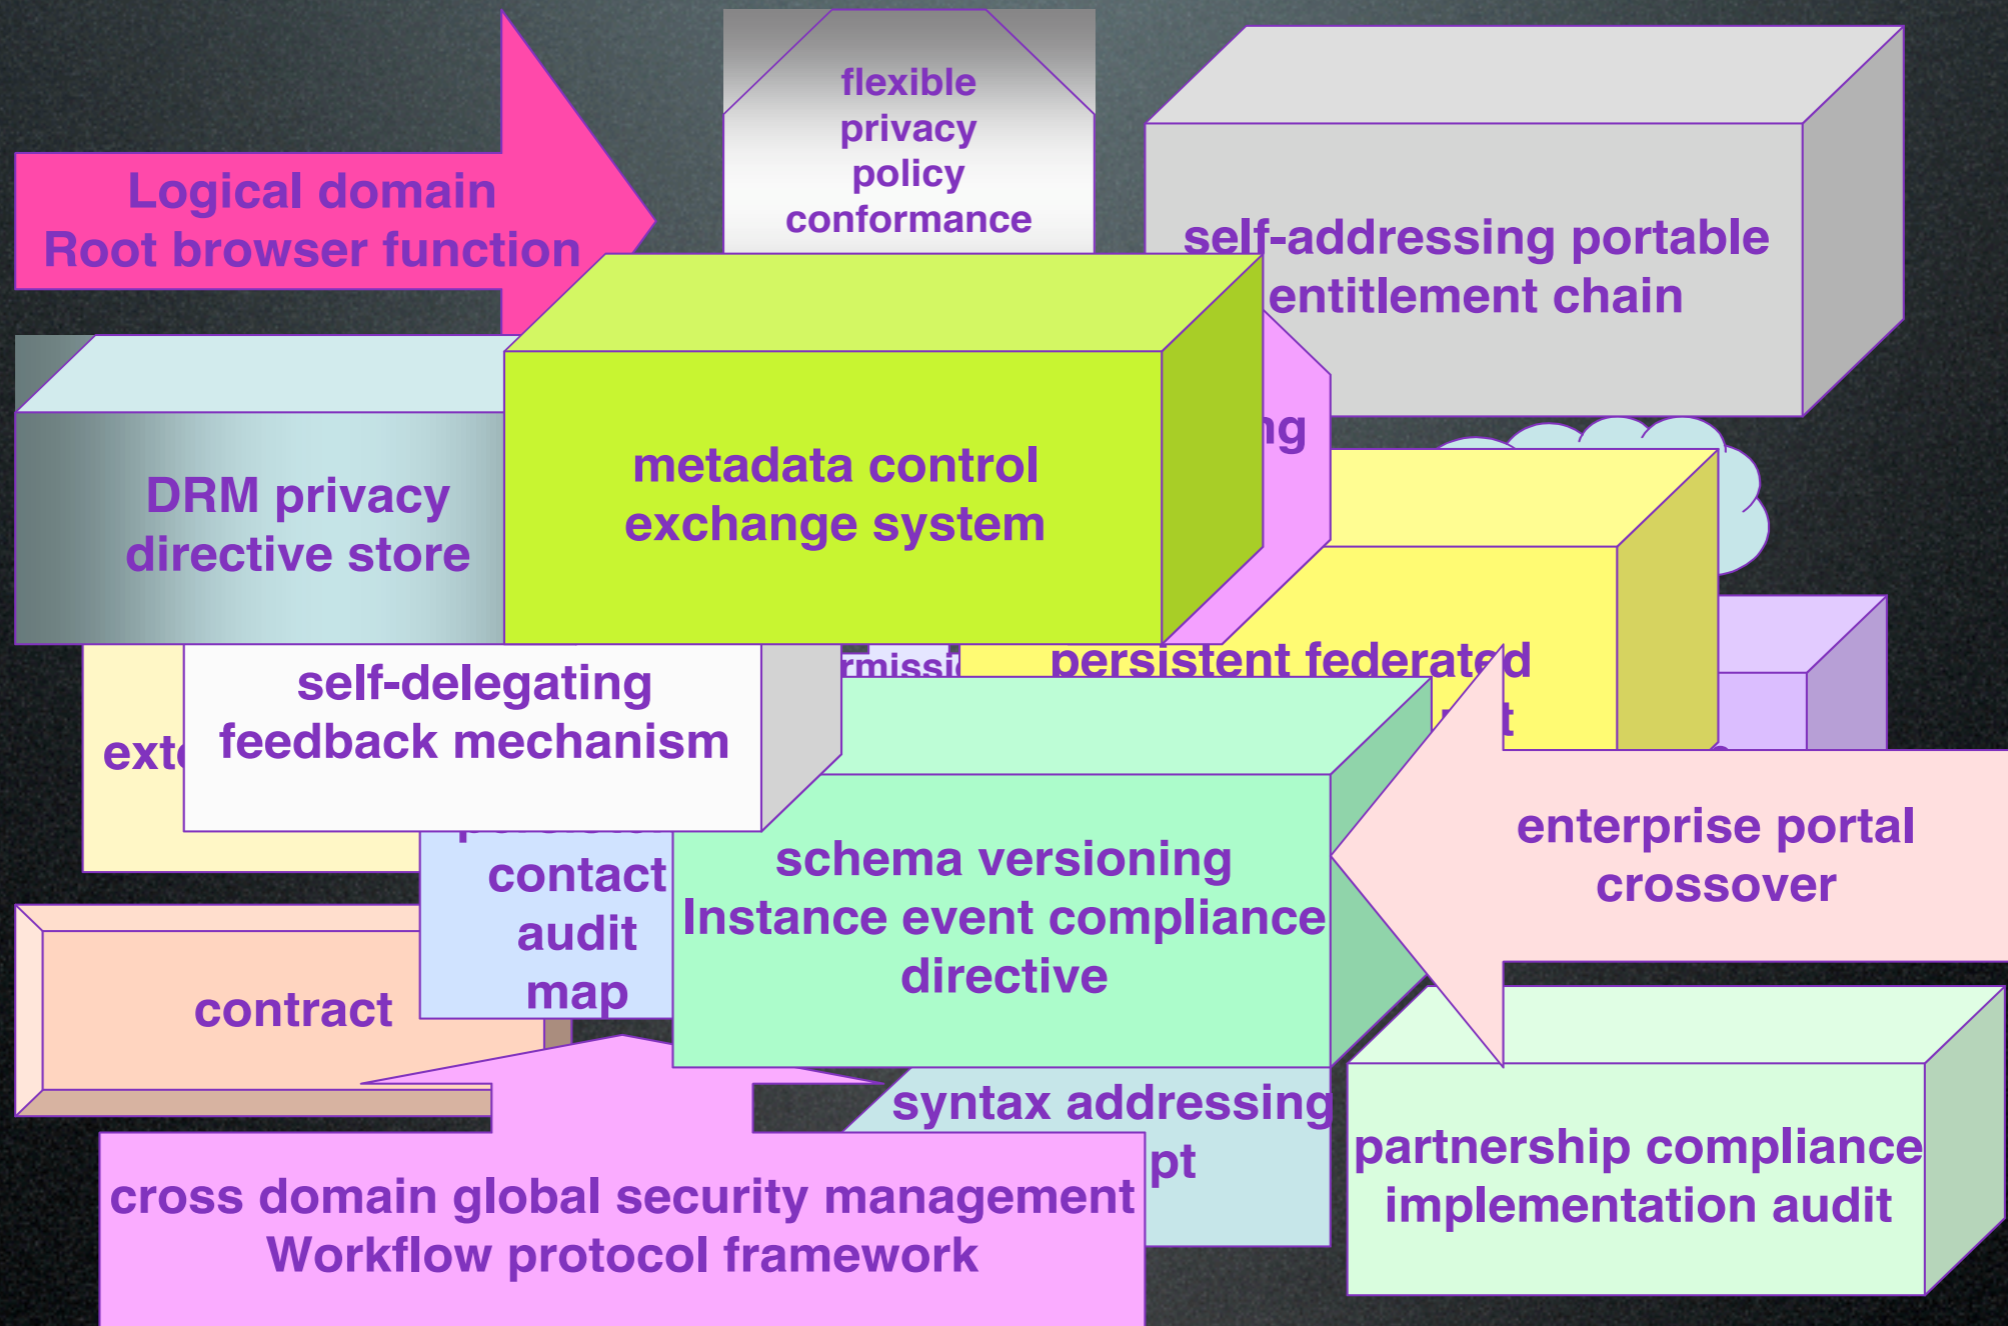 flexible
privacy
policy
conformance
Logical domain
Root browser function
self-addressing portable
entitlement chain
metadata control
exchange system
DRM privacy
directive store
persistent federated
self-delegating
feedback mechanism
enterprise portal
crossover
contact
audit
map
schema versioning
Instance event compliance
directive
contract
syntax addressing
partnership compliance
implementation audit
cross domain global security management
Workflow protocol framework